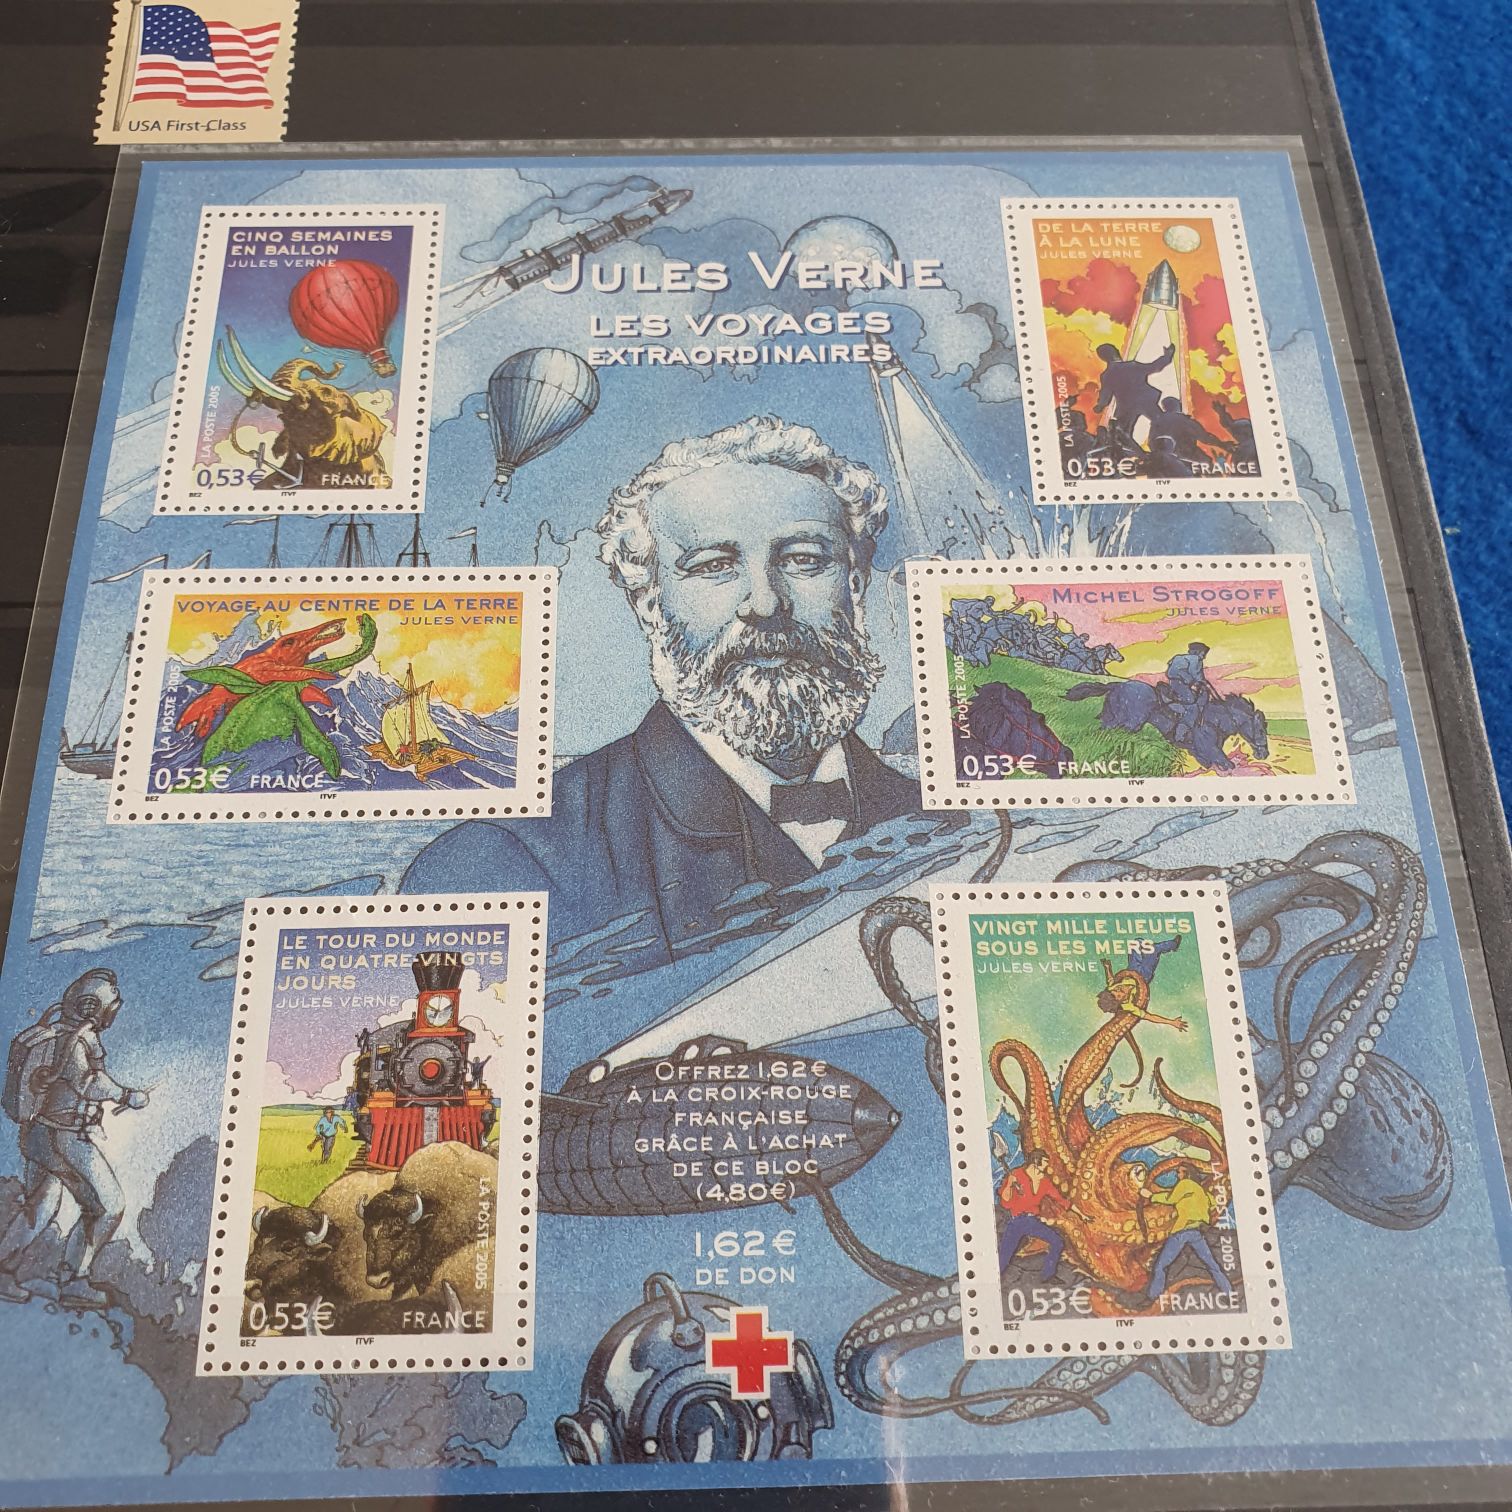 USA First-Class
JULES VERNE
LES VOYAGES
EXTRAORDINAIRES
CINQ SEMAINES
EN BALLON
JULES VERNE
LA POSTE 2005
0,53€ FRANCE
BEZ ITVF
DE LA TERRE
À LA LUNE
JULES VERNE
LA POSTE 2005
0,53€ FRANCE
BEZ ITVF
VOYAGE AU CENTRE DE LA TERRE
JULES VERNE
LA POSTE 2005
0,53€ FRANCE
BEZ ITVF
MICHEL STROGOFF
JULES VERNE
LA POSTE 2005
0,53€ FRANCE
BEZ ITVF
LE TOUR DU MONDE
EN QUATRE-VINGTS
JOURS
JULES VERNE
LA POSTE 2005
0,53€ FRANCE
BEZ ITVF
VINGT MILLE LIEUES
SOUS LES MERS
JULES VERNE
LA POSTE 2005
0,53€ FRANCE
BEZ ITVF
OFFREZ 1,62€
À LA CROIX-ROUGE
FRANÇAISE
GRÂCE À L'ACHAT
DE CE BLOC
(4,80€)
1,62€
DE DON